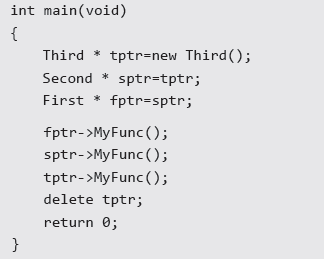 int main(void)
{
    Third * tptr=new Third();
    Second * sptr=tptr;
    First * fptr=sptr;
    fptr->MyFunc();
    sptr->MyFunc();
    tptr->MyFunc();
    delete tptr;
    return 0;
}